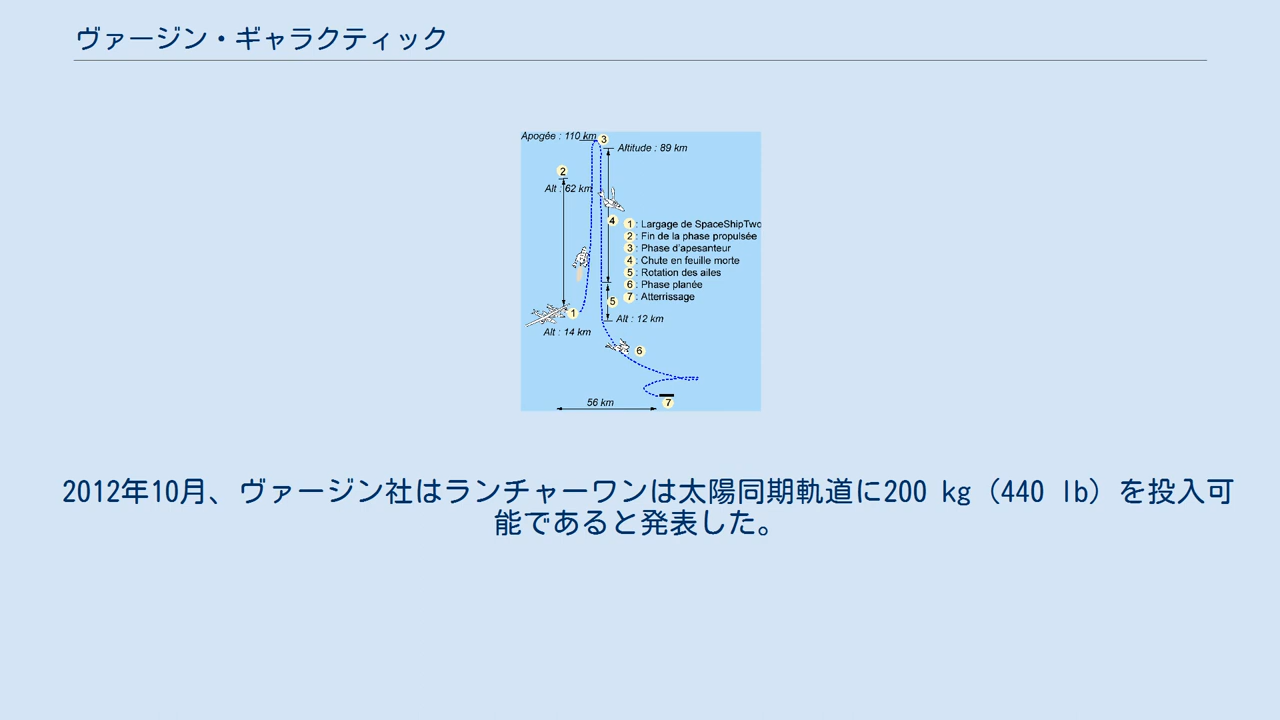 ヴァージン・ギャラクティック
Apogée : 110 km
3
Altitude : 89 km
2
Alt : 62 km
4
1 : Largage de SpaceShipTwo
2 : Fin de la phase propulsée
3 : Phase d'apesanteur
4 : Chute en feuille morte
5 : Rotation des ailes
6 : Phase planée
7 : Atterrissage
5
1
Alt : 12 km
Alt : 14 km
6
56 km
7
2012年10月、ヴァージン社はランチャーワンは太陽同期軌道に200 kg（440 lb）を投入可
能であると発表した。